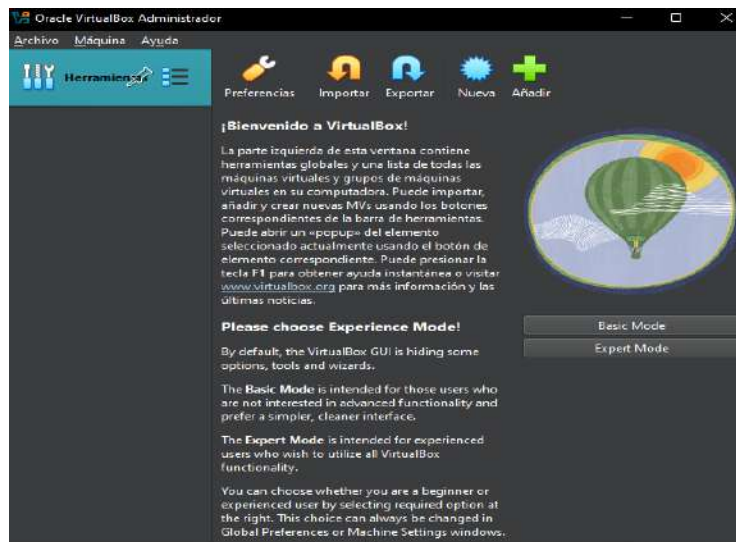 Oracle VirtualBox Administrador
Archivo Máquina Ayuda
Herramientas
Preferencias Importar Exportar Nueva Añadir
¡Bienvenido a VirtualBox!
La parte izquierda de esta ventana contiene
herramientas globales y una lista de todas las
máquinas virtuales y grupos de máquinas
virtuales en su computadora. Puede importar,
añadir y crear nuevas MVs usando los botones
correspondientes de la barra de herramientas.
Puede abrir un «popup» del elemento
seleccionado actualmente usando el botón de
elemento correspondiente. Puede presionar la
tecla F1 para obtener ayuda instantánea o visitar
www.virtualbox.org para más información y las
últimas noticias.
Please choose Experience Mode!
By default, the VirtualBox GUI is hiding some
options, tools and wizards.
The Basic Mode is intended for those users who
are not interested in advanced functionality and
prefer a simpler, cleaner interface.
The Expert Mode is intended for experienced
users who wish to utilize all VirtualBox
functionality.
You can choose whether you are a beginner or
experienced user by selecting required option at
the right. This choice can always be changed in
Global Preferences or Machine Settings windows.
Basic Mode
Expert Mode